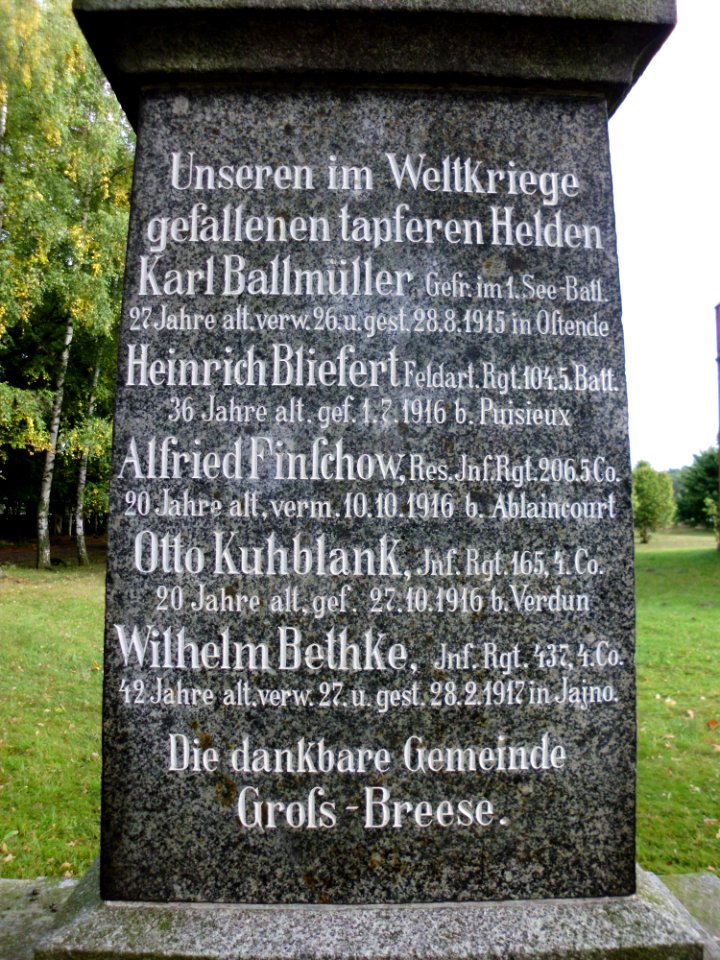 Unseren im Weltkriege
gefallenen tapferen Helden
Karl Ballmüller, Gefr. im 1. See-Batl.
27 Jahre alt. verw. 26. u. gest. 28.8.1915 in Oſtende
Heinrich Bliefert Feldart. Rgt. 104. 5. Batt.
36 Jahre alt. gef. 1.7.1916 b. Puisieux
Alfried Finſchow, Res. Jnf. Rgt. 206. 5 Co.
20 Jahre alt, verm. 10.10.1916 b. Ablaincourt
Otto Kuhblank, Jnf. Rgt. 165, 4. Co.
20 Jahre alt, gef. 27.10.1916 b. Verdun
Wilhelm Bethke, Jnf. Rgt. 437, 4. Co.
42 Jahre alt. verw. 27. u. gest. 28.2.1917 in Jajno.
Die dankbare Gemeinde
Groſs-Breese.